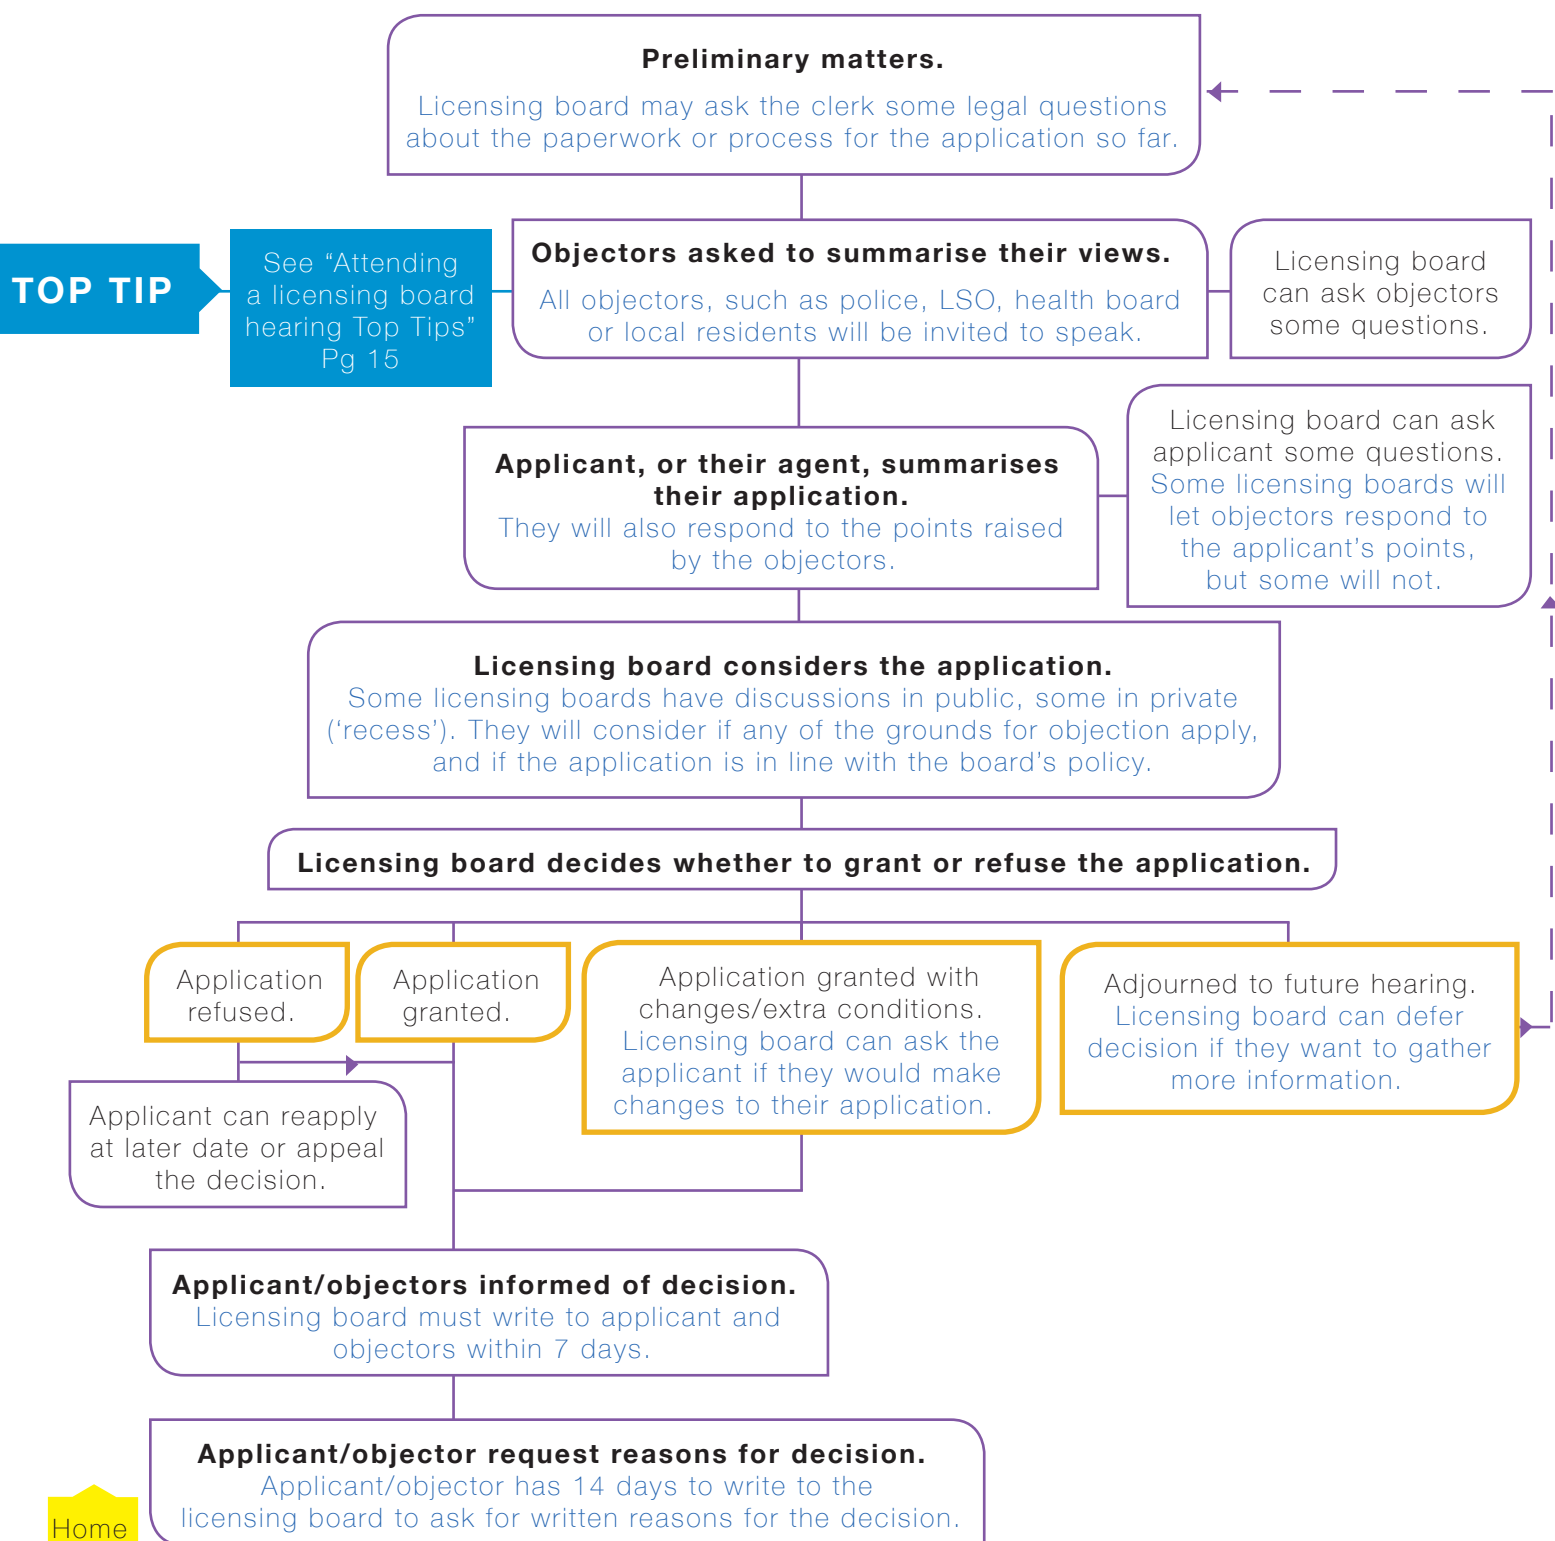 Preliminary matters.
Licensing board may ask the clerk some legal questions
about the paperwork or process for the application so far.
TOP TIP
See “Attending
a licensing board
hearing Top Tips”
Pg 15
Objectors asked to summarise their views.
All objectors, such as police, LSO, health board
or local residents will be invited to speak.
Licensing board
can ask objectors
some questions.
Applicant, or their agent, summarises
their application.
They will also respond to the points raised
by the objectors.
Licensing board can ask
applicant some questions.
Some licensing boards will
let objectors respond to
the applicant’s points,
but some will not.
Licensing board considers the application.
Some licensing boards have discussions in public, some in private
(‘recess’). They will consider if any of the grounds for objection apply,
and if the application is in line with the board’s policy.
Licensing board decides whether to grant or refuse the application.
Application
refused.
Application
granted.
Application granted with
changes/extra conditions.
Licensing board can ask the
applicant if they would make
changes to their application.
Adjourned to future hearing.
Licensing board can defer
decision if they want to gather
more information.
Applicant can reapply
at later date or appeal
the decision.
Applicant/objectors informed of decision.
Licensing board must write to applicant and
objectors within 7 days.
Applicant/objector request reasons for decision.
Applicant/objector has 14 days to write to the
licensing board to ask for written reasons for the decision.
Home